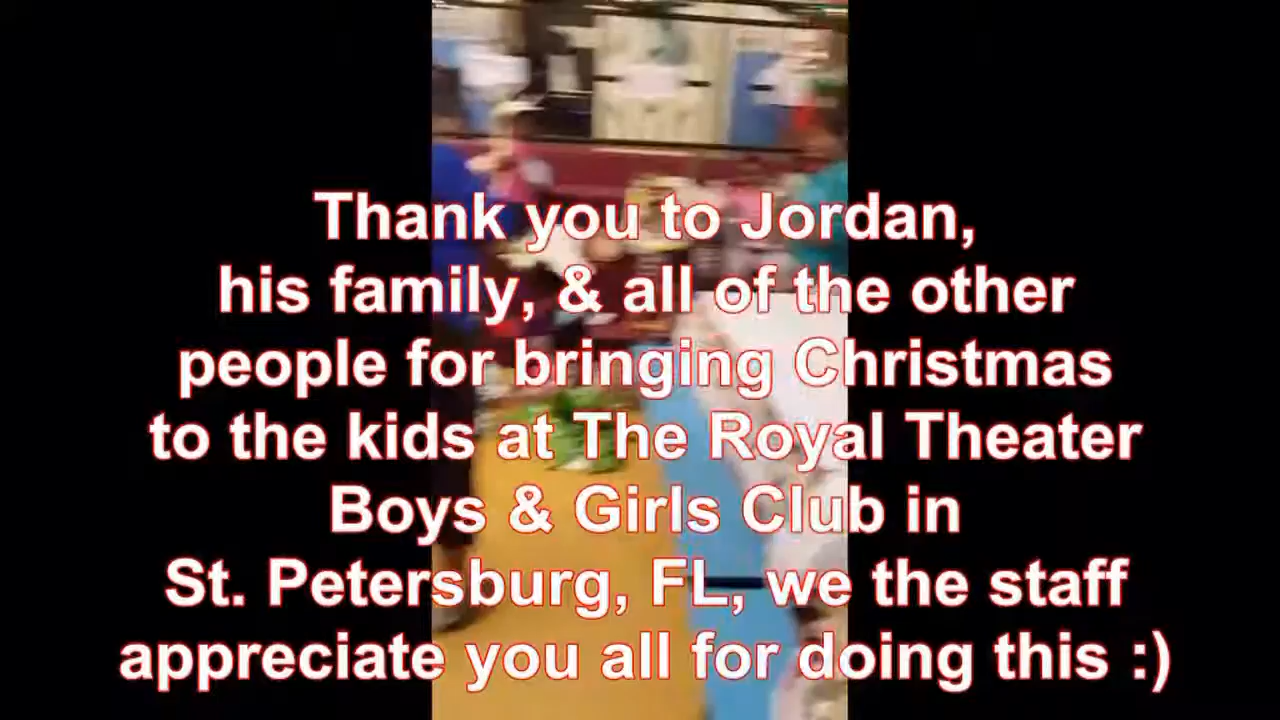 Thank you to Jordan,
his family, & all of the other
people for bringing Christmas
to the kids at The Royal Theater
Boys & Girls Club in
St. Petersburg, FL, we the staff
appreciate you all for doing this :)